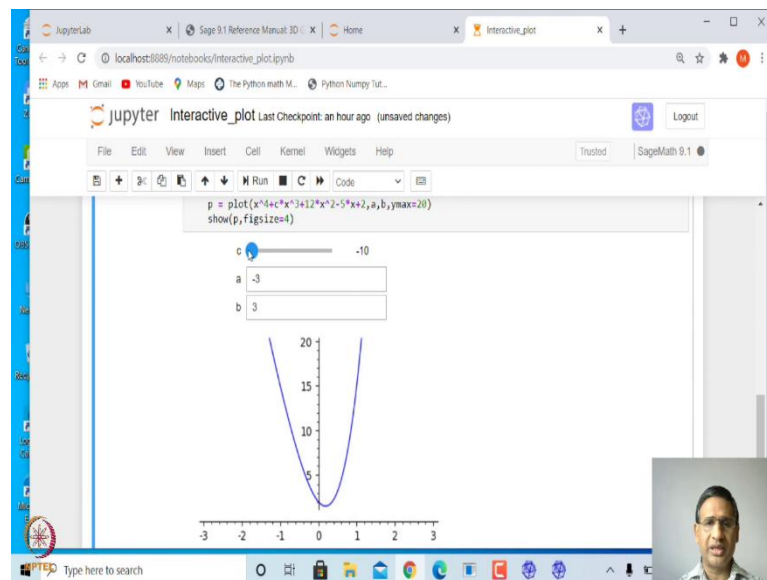 JupyterLab
Sage 9.1 Reference Manual: 3D G
Home
Interactive_plot
localhost:8889/notebooks/Interactive_plot.ipynb
Apps Gmail YouTube Maps The Python math M... Python Numpy Tut...
jupyter Interactive_plot Last Checkpoint: an hour ago (unsaved changes)
Logout
File Edit View Insert Cell Kernel Widgets Help
Trusted SageMath 9.1
Run Code
p = plot(x^4+c*x^3+12*x^2-5*x+2,a,b,ymax=20)
show(p,figsize=4)
c -10
a -3
b 3
20
15
10
5
-3 -2 -1 0 1 2 3
NPTEL
Type here to search